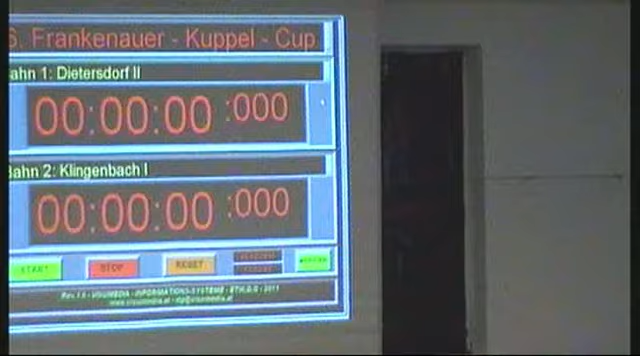 6. Frankenauer - Kuppel - Cup
Bahn 1: Dietersdorf II
00:00:00 :000
Bahn 2: Klingenbach I
00:00:00 :000
START STOP RESET